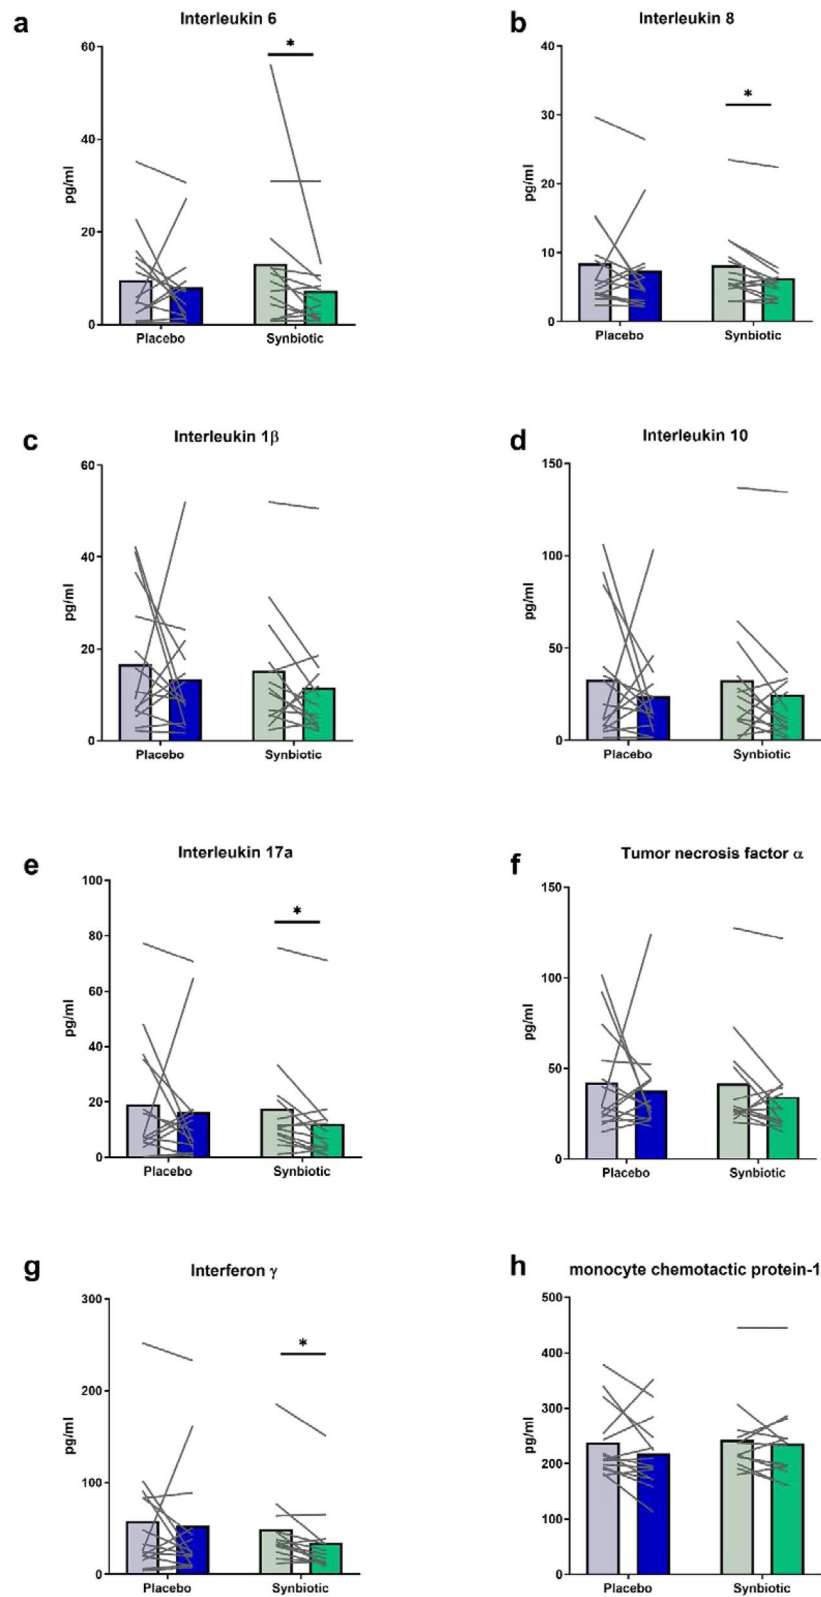 a Interleukin 6
*
60
40
20
0
pg/ml
Placebo Synbiotic
b Interleukin 8
*
40
30
20
10
0
pg/ml
Placebo Synbiotic
c Interleukin 1β
60
40
20
0
pg/ml
Placebo Synbiotic
d Interleukin 10
150
100
50
0
pg/ml
Placebo Synbiotic
e Interleukin 17a
*
100
80
60
40
20
0
pg/ml
Placebo Synbiotic
f Tumor necrosis factor α
150
100
50
0
pg/ml
Placebo Synbiotic
g Interferon γ
*
300
200
100
0
pg/ml
Placebo Synbiotic
h monocyte chemotactic protein-1
500
400
300
200
100
0
pg/ml
Placebo Synbiotic